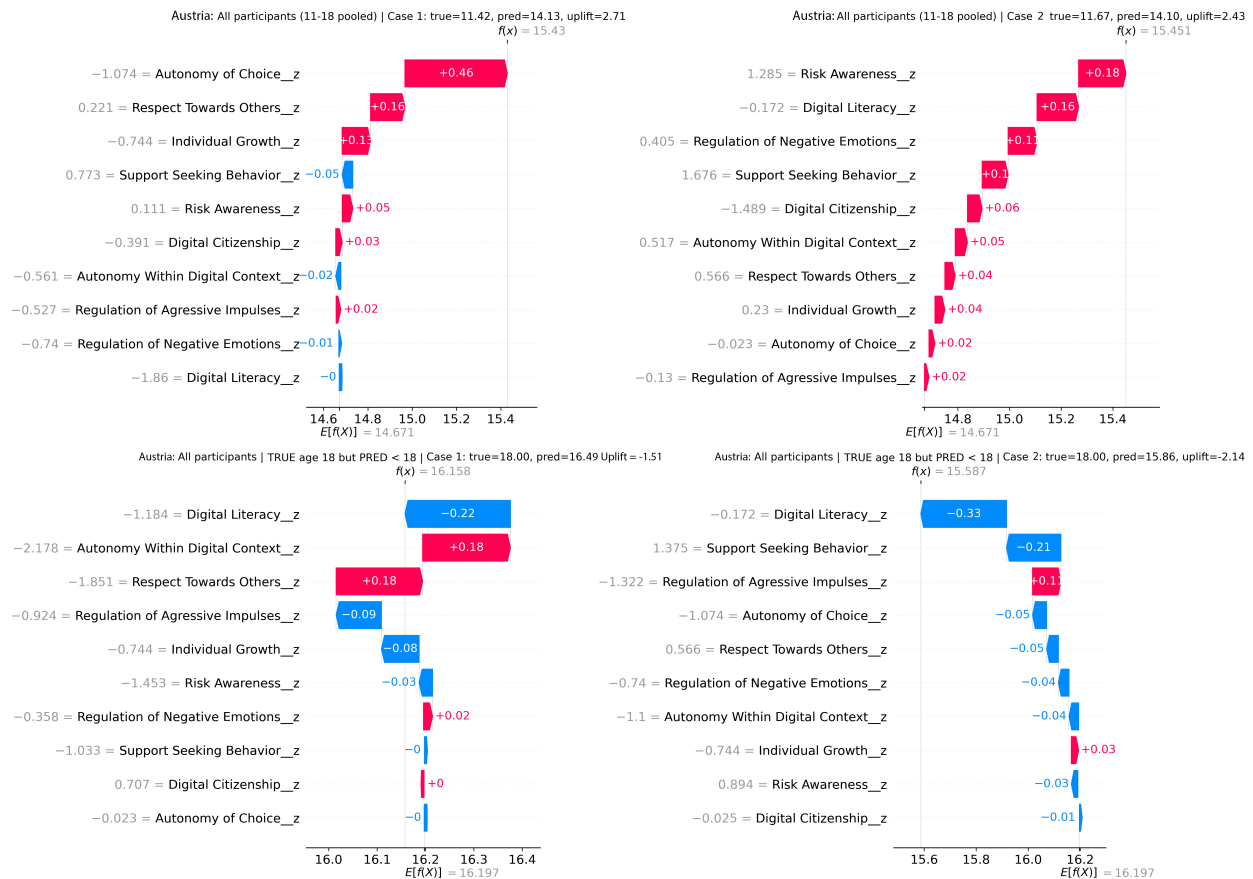 Austria: All participants (11-18 pooled) | Case 1: true=11.42, pred=14.13, uplift=2.71
f(x) = 15.43
−1.074 = Autonomy of Choice__z
+0.46
0.221 = Respect Towards Others__z
+0.16
−0.744 = Individual Growth__z
+0.13
0.773 = Support Seeking Behavior__z
−0.05
0.111 = Risk Awareness__z
+0.05
−0.391 = Digital Citizenship__z
+0.03
−0.561 = Autonomy Within Digital Context__z
−0.02
−0.527 = Regulation of Agressive Impulses__z
+0.02
−0.74 = Regulation of Negative Emotions__z
−0.01
−1.86 = Digital Literacy__z
−0
14.6 14.8 15.0 15.2 15.4
E[f(X)] = 14.671
Austria: All participants (11-18 pooled) | Case 2 true=11.67, pred=14.10, uplift=2.43
f(x) = 15.451
1.285 = Risk Awareness__z
+0.18
−0.172 = Digital Literacy__z
+0.16
0.405 = Regulation of Negative Emotions__z
+0.11
1.676 = Support Seeking Behavior__z
+0.1
−1.489 = Digital Citizenship__z
+0.06
0.517 = Autonomy Within Digital Context__z
+0.05
0.566 = Respect Towards Others__z
+0.04
0.23 = Individual Growth__z
+0.04
−0.023 = Autonomy of Choice__z
+0.02
−0.13 = Regulation of Agressive Impulses__z
+0.02
14.8 15.0 15.2 15.4
E[f(X)] = 14.671
Austria: All participants | TRUE age 18 but PRED < 18 | Case 1: true=18.00, pred=16.49 Uplift = -1.51
f(x) = 16.158
−1.184 = Digital Literacy__z
−0.22
−2.178 = Autonomy Within Digital Context__z
+0.18
−1.851 = Respect Towards Others__z
+0.18
−0.924 = Regulation of Agressive Impulses__z
−0.09
−0.744 = Individual Growth__z
−0.08
−1.453 = Risk Awareness__z
−0.03
−0.358 = Regulation of Negative Emotions__z
+0.02
−1.033 = Support Seeking Behavior__z
−0
0.707 = Digital Citizenship__z
+0
−0.023 = Autonomy of Choice__z
−0
16.0 16.1 16.2 16.3 16.4
E[f(X)] = 16.197
Austria: All participants | TRUE age 18 but PRED < 18 | Case 2: true=18.00, pred=15.86, uplift=-2.14
f(x) = 15.587
−0.172 = Digital Literacy__z
−0.33
1.375 = Support Seeking Behavior__z
−0.21
−1.322 = Regulation of Agressive Impulses__z
+0.11
−1.074 = Autonomy of Choice__z
−0.05
0.566 = Respect Towards Others__z
−0.05
−0.74 = Regulation of Negative Emotions__z
−0.04
−1.1 = Autonomy Within Digital Context__z
−0.04
−0.744 = Individual Growth__z
+0.03
0.894 = Risk Awareness__z
−0.03
−0.025 = Digital Citizenship__z
−0.01
15.6 15.8 16.0 16.2
E[f(X)] = 16.197